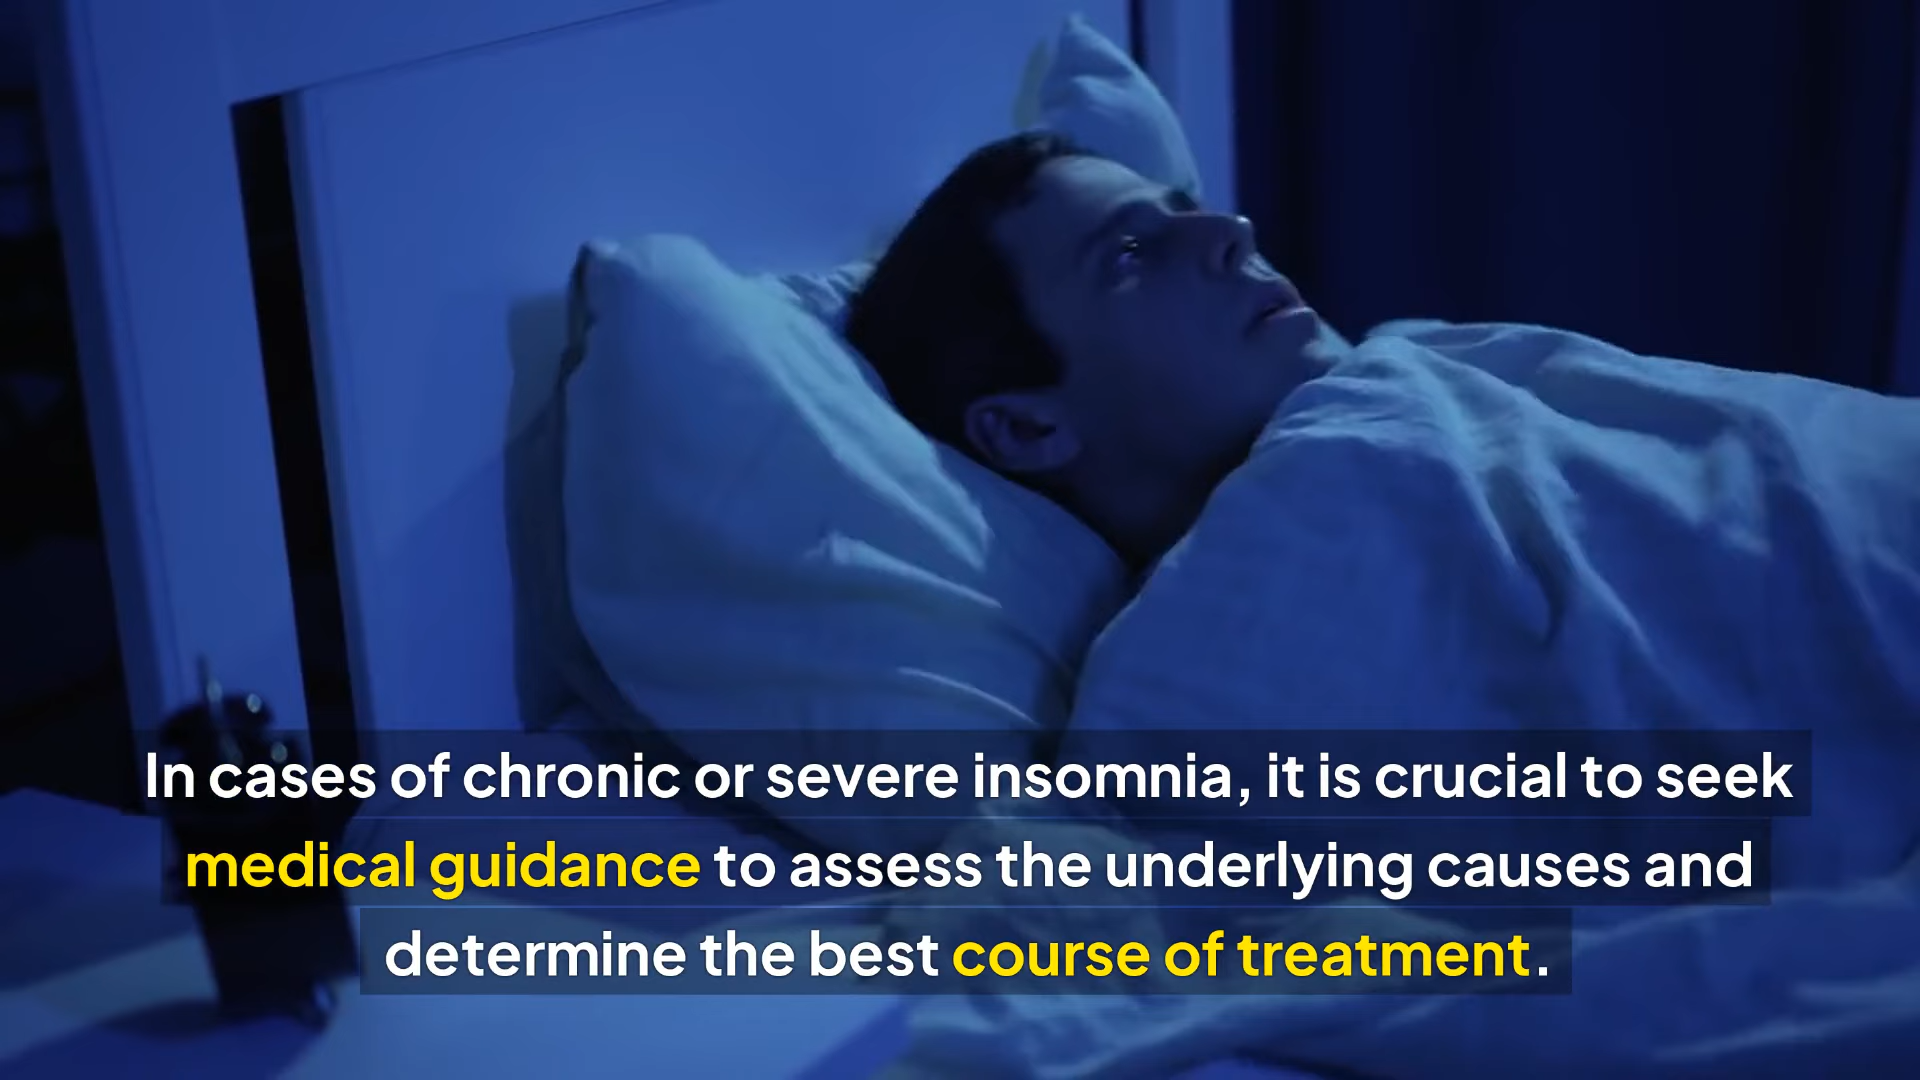 In cases of chronic or severe insomnia, it is crucial to seek
medical guidance to assess the underlying causes and
determine the best course of treatment.